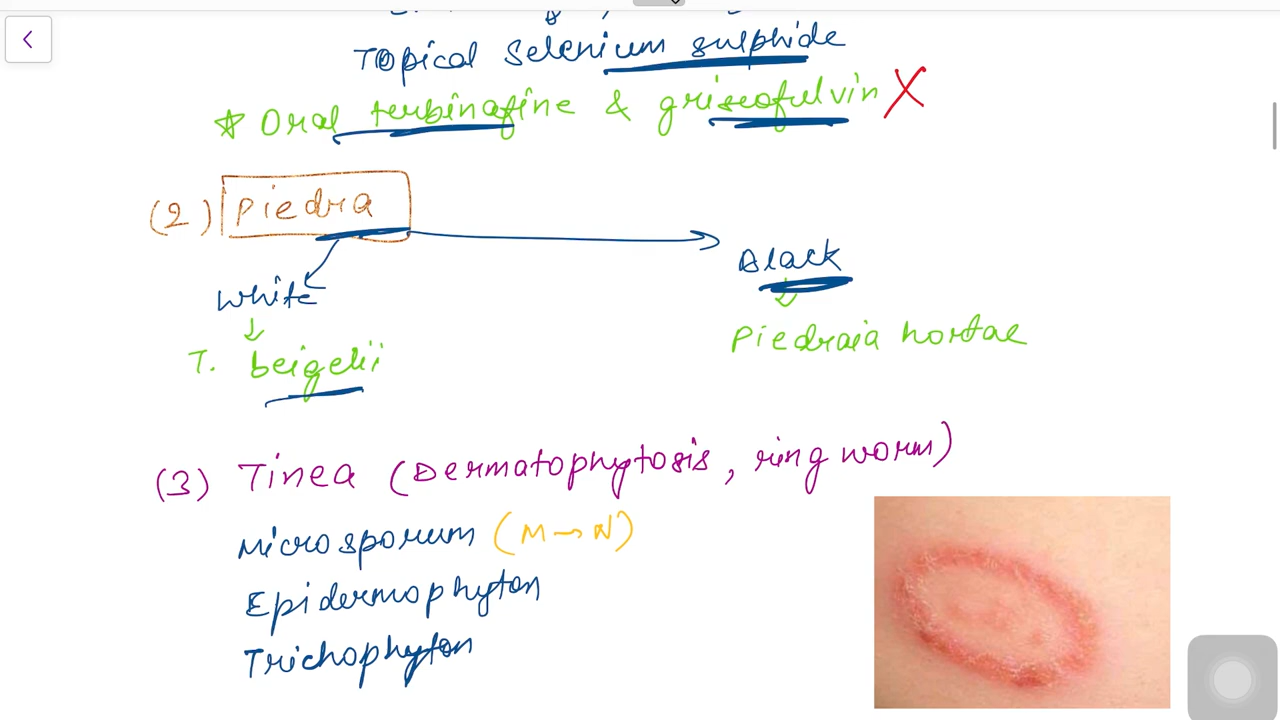 Topical Selenium sulphide
☆ Oral terbinafine & griseofulvin X
(2) Piedra
White
Black
T. beigelii
Piedraia hortae
(3) Tinea (Dermatophytosis, ring worm)
Microsporum (M→N)
Epidermophyton
Trichophyton